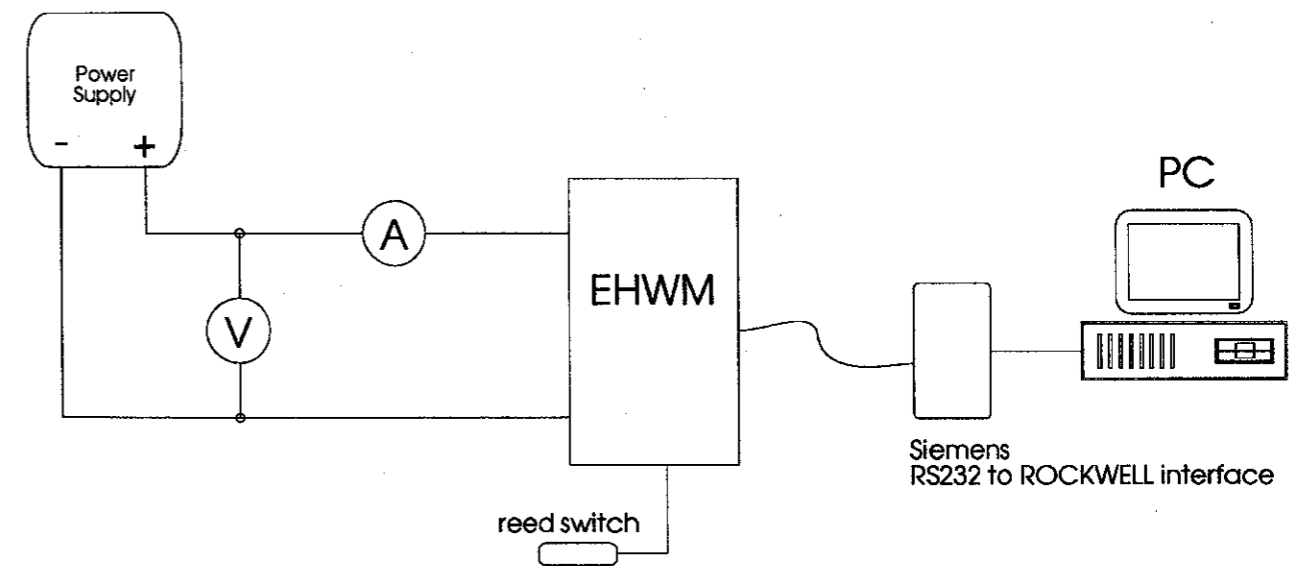 Power
Supply
- +
A
V
EHWM
PC
Siemens
RS232 to ROCKWELL interface
reed switch